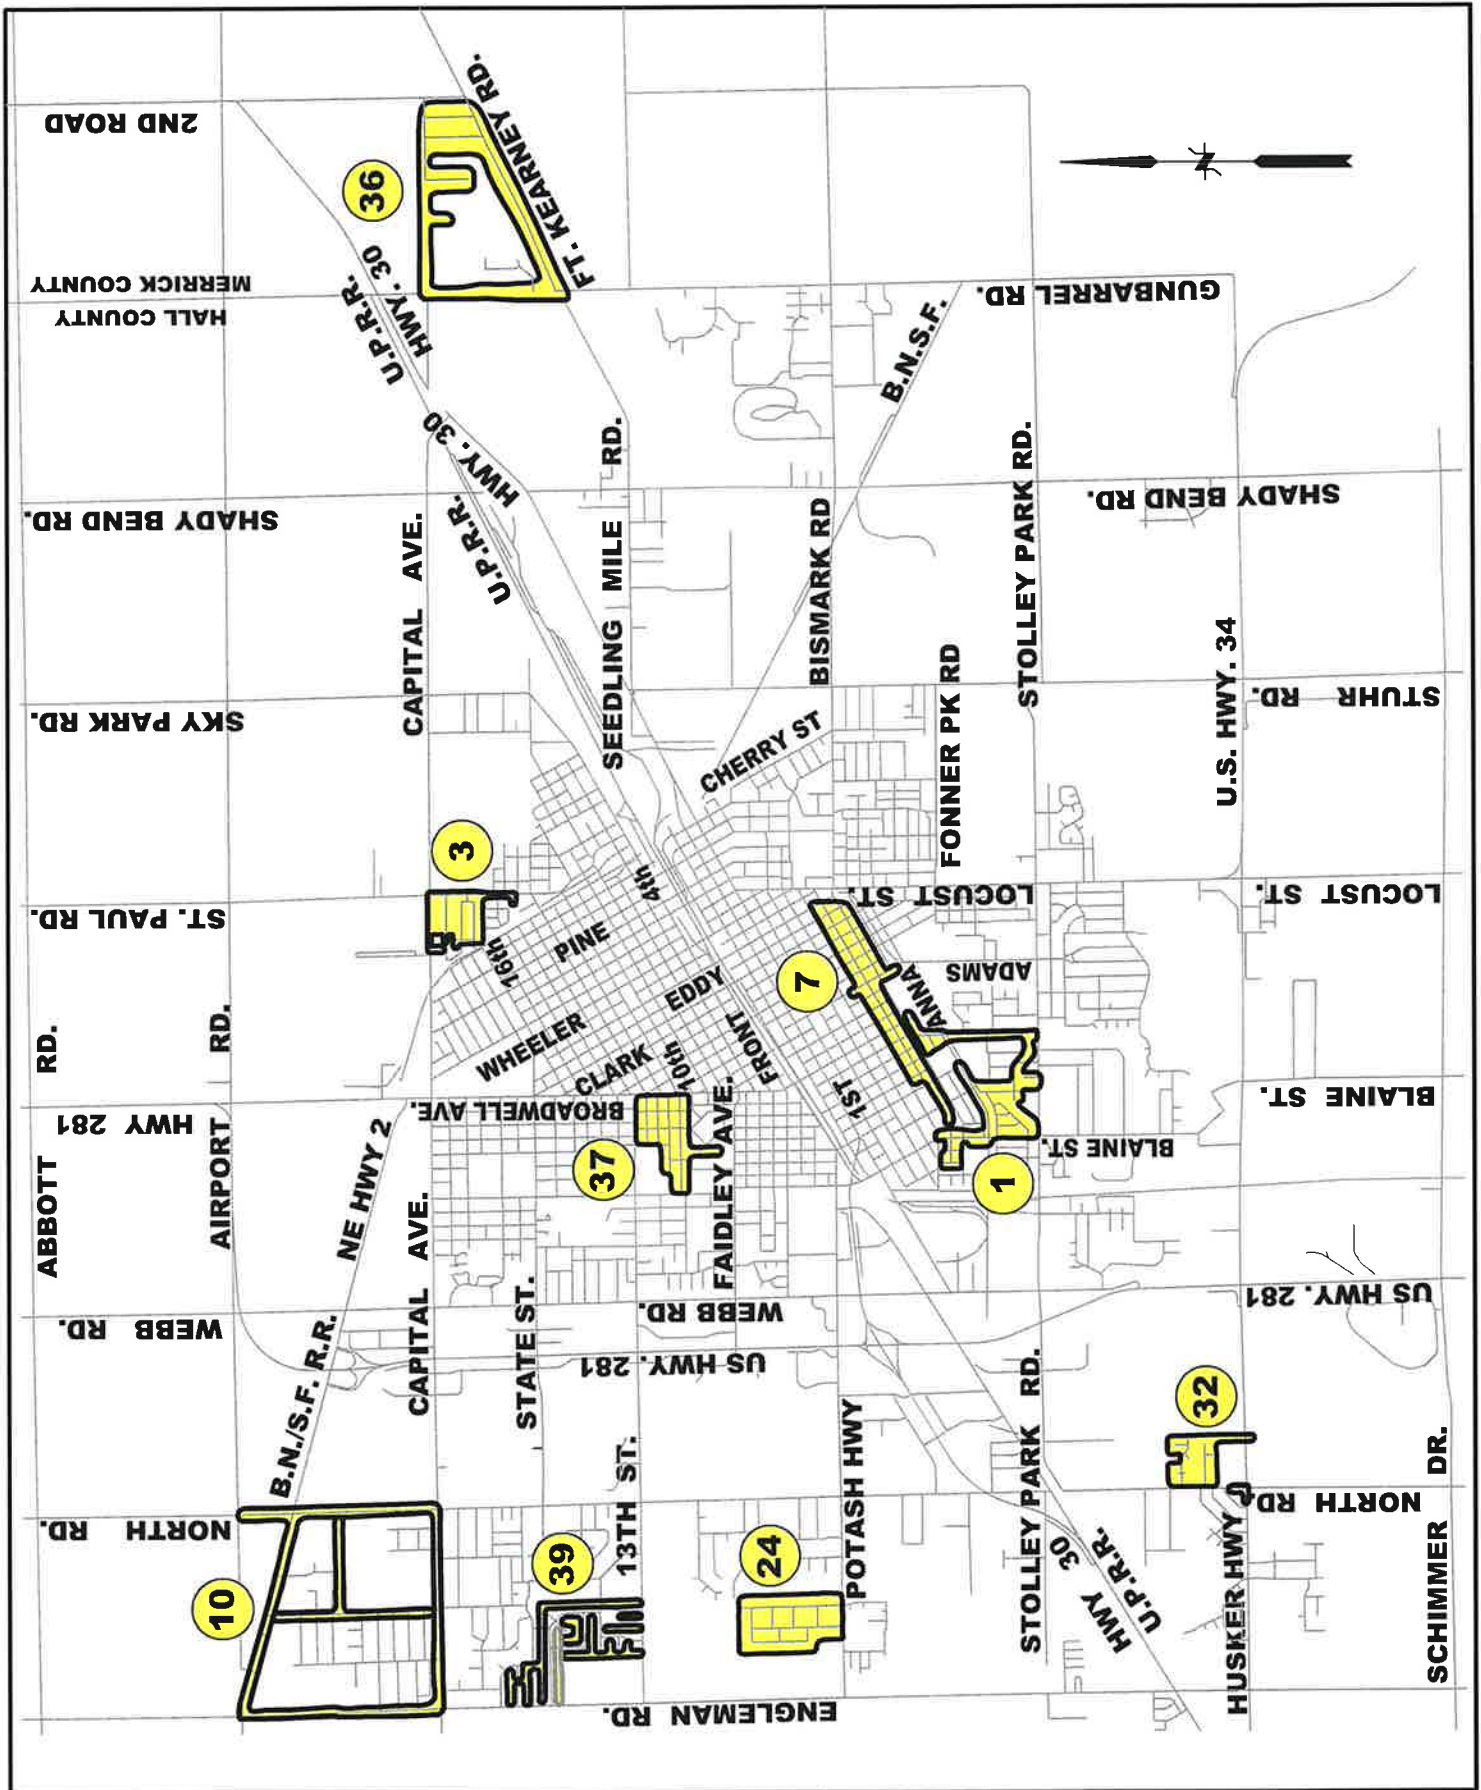 2ND ROAD
FT. KEARNEY RD.
36
MERRICK COUNTY
HALL COUNTY
U.P.R.R.
HWY. 30
GUNBARREL RD.
B.N.S.F.
HWY. 30
U.P.R.R.
SHADY BEND RD.
SHADY BEND RD.
CAPITAL AVE.
SEEDLING MILE RD.
BISMARK RD
STOLLEY PARK RD.
U.S. HWY. 34
SKY PARK RD.
STUHR RD.
CHERRY ST
FONNER PK RD
3
4th
ST. PAUL RD.
LOCUST ST.
LOCUST ST.
16th
PINE
EDDY
7
ANNA
ADAMS
ABBOTT RD.
AIRPORT RD.
WHEELER
CLARK
10th
FRONT
1ST
HWY 281
BROADWELL AVE.
BLAINE ST.
BLAINE ST.
NE HWY 2
37
FAIDLEY AVE.
1
CAPITAL AVE.
STATE ST.
WEBB RD.
WEBB RD.
US HWY. 281
US HWY. 281
B.N./S.F. R.R.
13TH ST.
POTASH HWY
STOLLEY PARK RD.
32
NORTH RD.
NORTH RD
10
39
24
HWY 30
U.P.R.R.
HUSKER HWY
SCHIMMER DR.
ENGLEMAN RD.
N